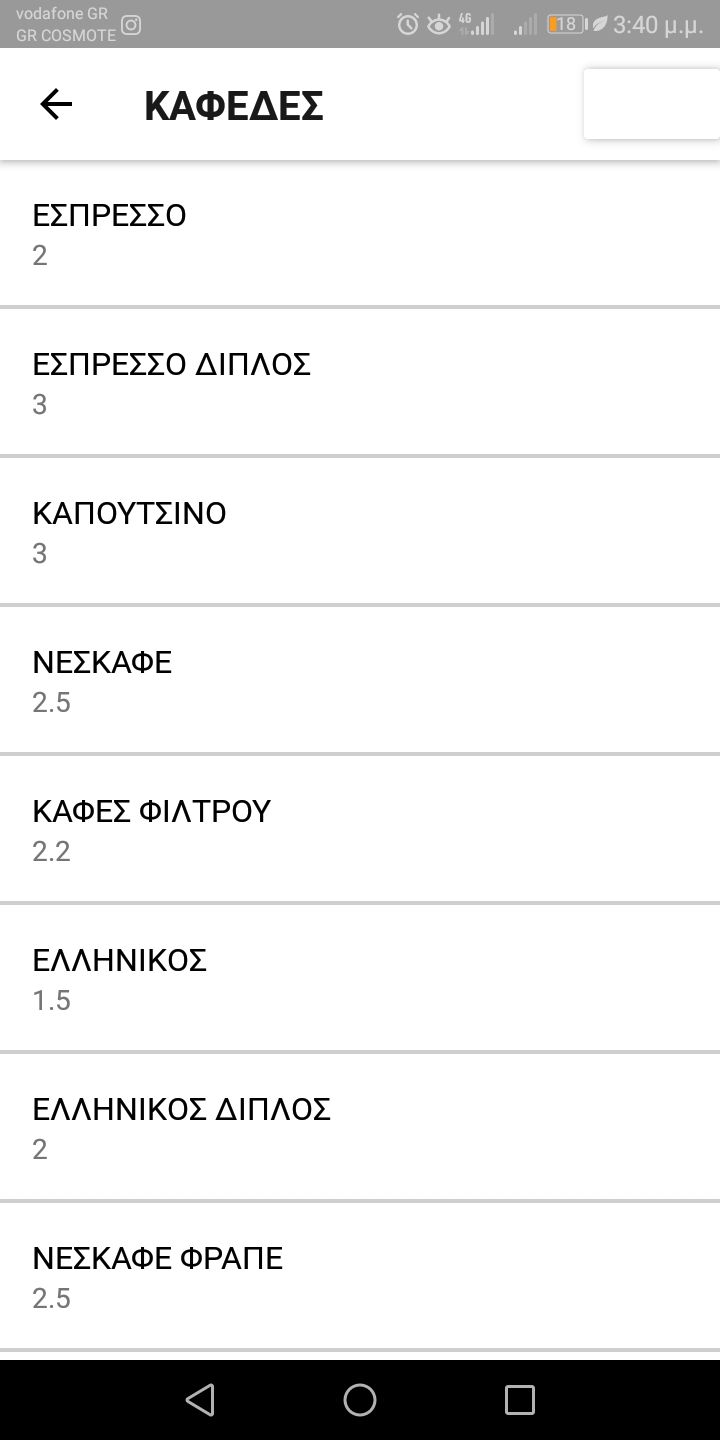 vodafone GR
GR COSMOTE
4G
18
3:40 μ.μ.
ΚΑΦΕΔΕΣ
ΕΣΠΡΕΣΣΟ
2
ΕΣΠΡΕΣΣΟ ΔΙΠΛΟΣ
3
ΚΑΠΟΥΤΣΙΝΟ
3
ΝΕΣΚΑΦΕ
2.5
ΚΑΦΕΣ ΦΙΛΤΡΟΥ
2.2
ΕΛΛΗΝΙΚΟΣ
1.5
ΕΛΛΗΝΙΚΟΣ ΔΙΠΛΟΣ
2
ΝΕΣΚΑΦΕ ΦΡΑΠΕ
2.5